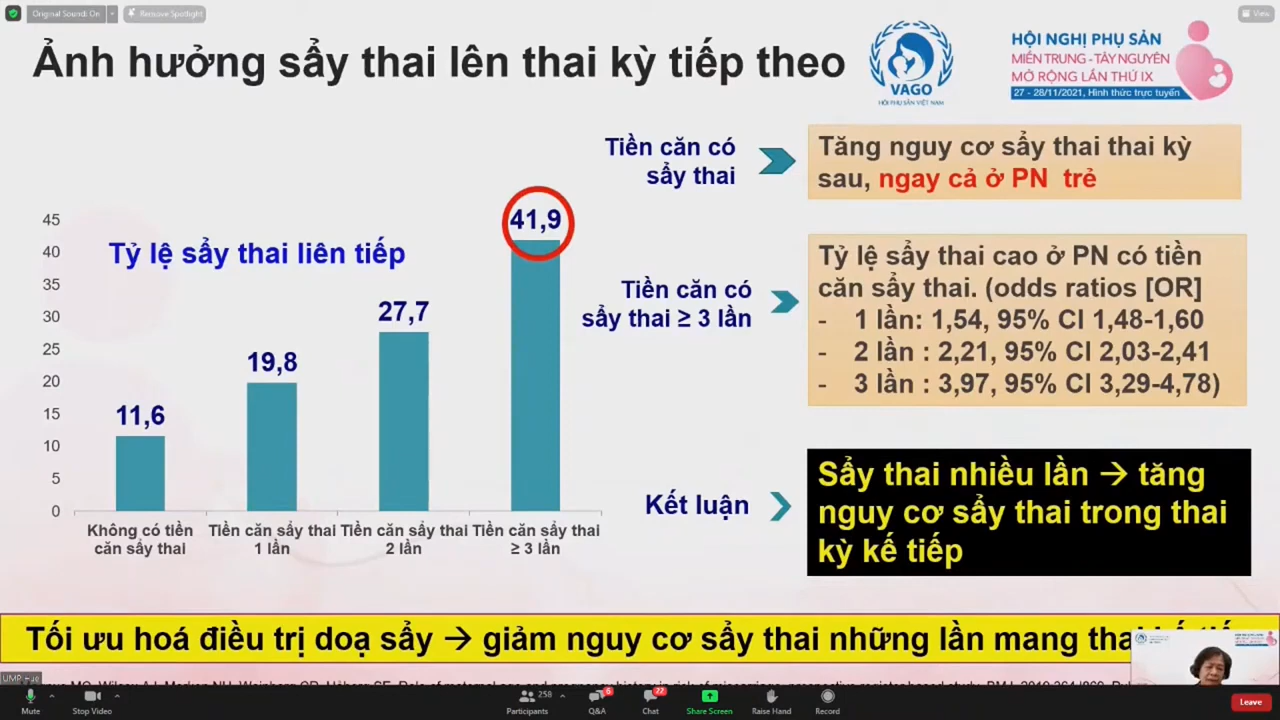 Original Sound: On
Remove Spotlight
View
Ảnh hưởng sẩy thai lên thai kỳ tiếp theo
VAGO
HỘI PHỤ SẢN VIỆT NAM
HỘI NGHỊ PHỤ SẢN
MIỀN TRUNG - TÂY NGUYÊN
MỞ RỘNG LẦN THỨ IX
27 - 28/11/2021, Hình thức trực tuyến
Tiền căn có
sẩy thai
Tăng nguy cơ sẩy thai thai kỳ
sau, ngay cả ở PN trẻ
Tỷ lệ sẩy thai liên tiếp
45
40
35
30
25
20
15
10
5
0
11,6
19,8
27,7
41,9
Không có tiền
căn sẩy thai
Tiền căn sẩy thai
1 lần
Tiền căn sẩy thai
2 lần
Tiền căn sẩy thai
≥ 3 lần
Tiền căn có
sẩy thai ≥ 3 lần
Tỷ lệ sẩy thai cao ở PN có tiền
căn sẩy thai. (odds ratios [OR]
- 1 lần: 1,54, 95% CI 1,48-1,60
- 2 lần : 2,21, 95% CI 2,03-2,41
- 3 lần : 3,97, 95% CI 3,29-4,78)
Kết luận
Sẩy thai nhiều lần → tăng
nguy cơ sẩy thai trong thai
kỳ kế tiếp
Tối ưu hoá điều trị doạ sẩy → giảm nguy cơ sẩy thai những lần mang thai
Mute
Stop Video
258
Participants
6
Q&A
22
Chat
Share Screen
Raise Hand
Record
Leave